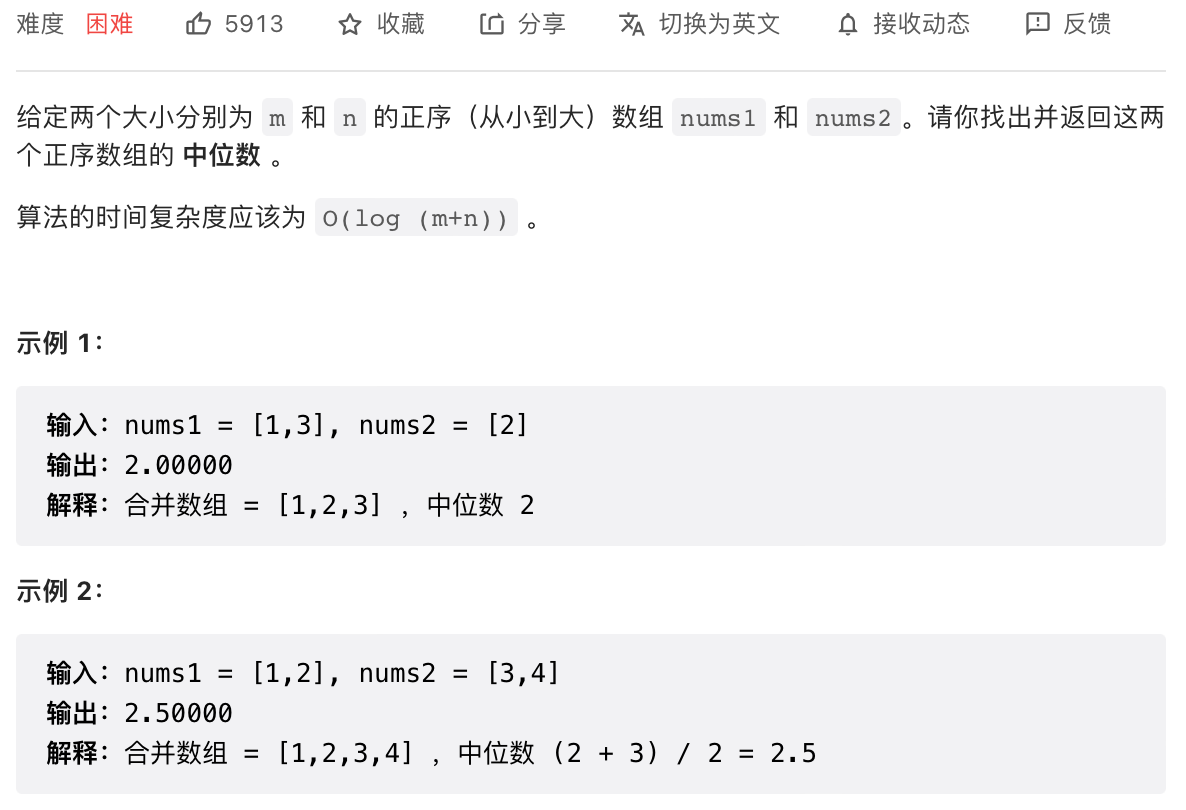 难度 困难 5913 收藏 分享 切换为英文 接收动态 反馈
给定两个大小分别为 m 和 n 的正序（从小到大）数组 nums1 和 nums2。请你找出并返回这两
个正序数组的 中位数 。
算法的时间复杂度应该为 O(log (m+n)) 。
示例 1：
输入：nums1 = [1,3], nums2 = [2]
输出：2.00000
解释：合并数组 = [1,2,3] ，中位数 2
示例 2：
输入：nums1 = [1,2], nums2 = [3,4]
输出：2.50000
解释：合并数组 = [1,2,3,4] ，中位数 (2 + 3) / 2 = 2.5